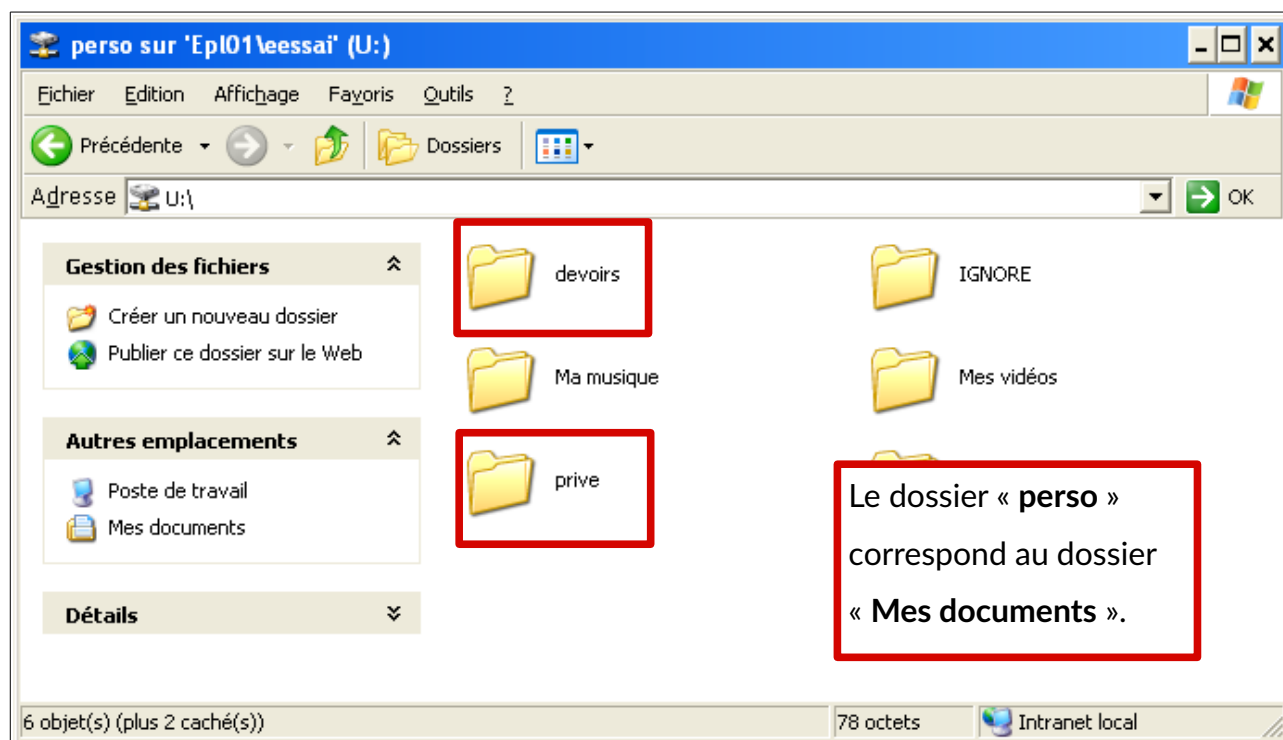 perso sur 'Epl01\eessai' (U:)
Fichier Edition Affichage Favoris Outils ?
Précédente Dossiers
Adresse U:\ OK
Gestion des fichiers
Créer un nouveau dossier
Publier ce dossier sur le Web
Autres emplacements
Poste de travail
Mes documents
Détails
devoirs
IGNORE
Ma musique
Mes vidéos
prive
Le dossier « perso »
correspond au dossier
« Mes documents ».
6 objet(s) (plus 2 caché(s)) 78 octets Intranet local